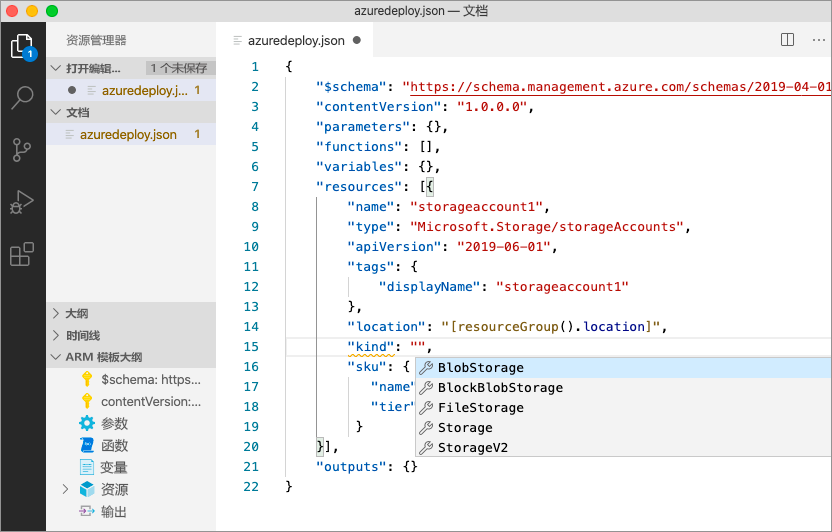 azuredeploy.json — 文档
1
资源管理器
打开编辑... 1 个未保存
azuredeploy.j... 1
文档
azuredeploy.json 1
大纲
时间线
ARM 模板大纲
$schema: https...
contentVersion:...
参数
函数
变量
资源
输出
azuredeploy.json
1 {
2 "$schema": "https://schema.management.azure.com/schemas/2019-04-01
3 "contentVersion": "1.0.0.0",
4 "parameters": {},
5 "functions": [],
6 "variables": {},
7 "resources": [{
8 "name": "storageaccount1",
9 "type": "Microsoft.Storage/storageAccounts",
10 "apiVersion": "2019-06-01",
11 "tags": {
12 "displayName": "storageaccount1"
13 },
14 "location": "[resourceGroup().location]",
15 "kind": "",
16 "sku": {
17 "name"
18 "tier"
19 }
20 }],
21 "outputs": {}
22 }
BlobStorage
BlockBlobStorage
FileStorage
Storage
StorageV2